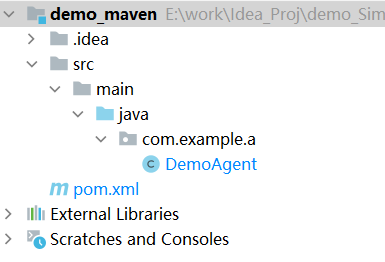 demo_maven E:\work\Idea_Proj\demo_Sim
.idea
src
main
java
com.example.a
DemoAgent
pom.xml
External Libraries
Scratches and Consoles